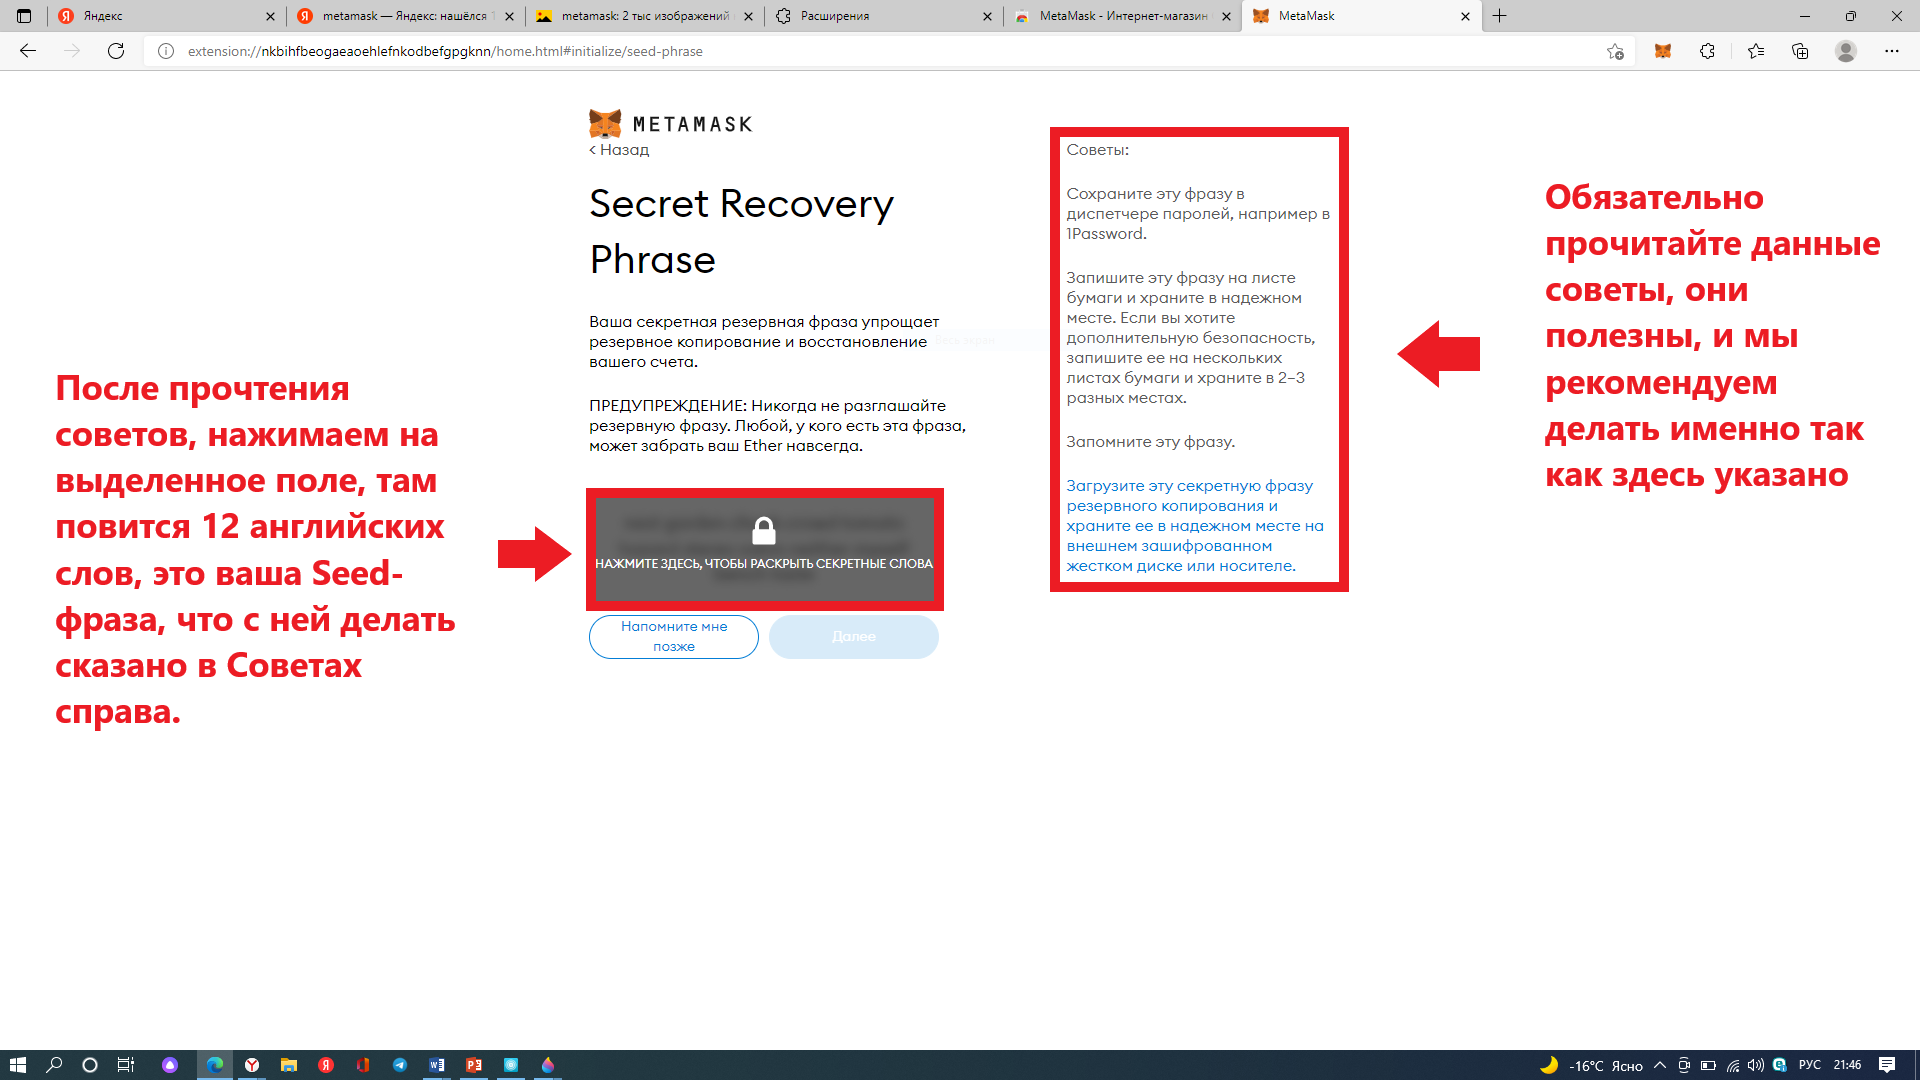 Яндекс
metamask — Яндекс: нашёлся
metamask: 2 тыс изображений
Расширения
MetaMask - Интернет-магазин
MetaMask
extension://nkbihfbeogaeaoehlefnkodbefgpgknn/home.html#initialize/seed-phrase
METAMASK
< Назад
Secret Recovery
Phrase
Ваша секретная резервная фраза упрощает
резервное копирование и восстановление
вашего счета.
ПРЕДУПРЕЖДЕНИЕ: Никогда не разглашайте
резервную фразу. Любой, у кого есть эта фраза,
может забрать ваш Ether навсегда.
НАЖМИТЕ ЗДЕСЬ, ЧТОБЫ РАСКРЫТЬ СЕКРЕТНЫЕ СЛОВА
Напомните мне
позже
Далее
Советы:
Сохраните эту фразу в
диспетчере паролей, например в
1Password.
Запишите эту фразу на листе
бумаги и храните в надежном
месте. Если вы хотите
дополнительную безопасность,
запишите ее на нескольких
листах бумаги и храните в 2–3
разных местах.
Запомните эту фразу.
Загрузите эту секретную фразу
резервного копирования и
храните ее в надежном месте на
внешнем зашифрованном
жестком диске или носителе.
После прочтения
советов, нажимаем на
выделенное поле, там
повится 12 английских
слов, это ваша Seed-
фраза, что с ней делать
сказано в Советах
справа.
Обязательно
прочитайте данные
советы, они
полезны, и мы
рекомендуем
делать именно так
как здесь указано
-16°C Ясно
РУС
21:46